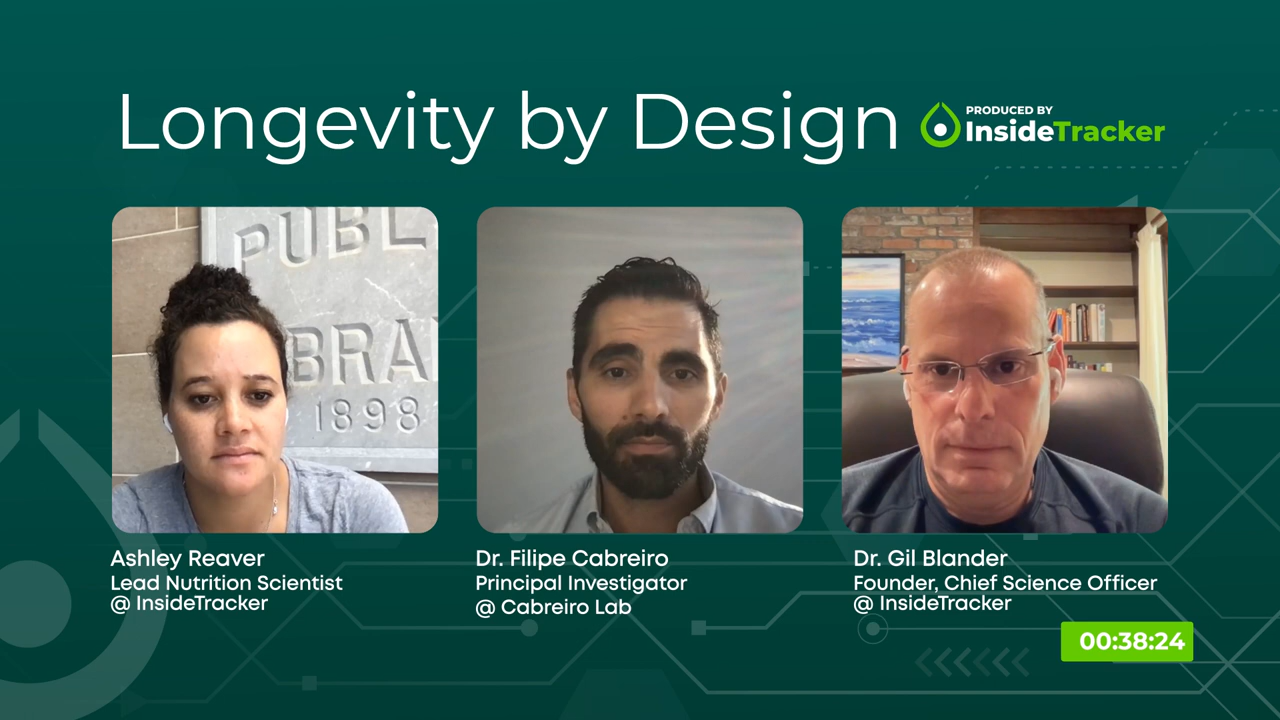 Longevity by Design
PRODUCED BY
InsideTracker
PUBL
BRA
1898
Ashley Reaver
Lead Nutrition Scientist
@ InsideTracker
Dr. Filipe Cabreiro
Principal Investigator
@ Cabreiro Lab
Dr. Gil Blander
Founder, Chief Science Officer
@ InsideTracker
00:38:24